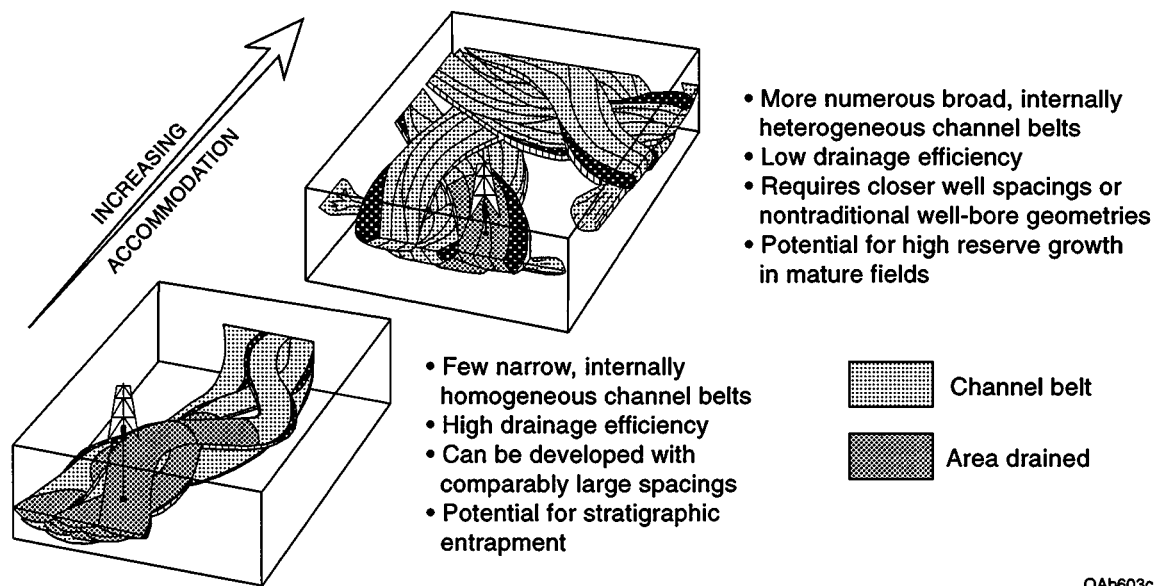 INCREASING
ACCOMMODATION
• More numerous broad, internally
heterogeneous channel belts
• Low drainage efficiency
• Requires closer well spacings or
nontraditional well-bore geometries
• Potential for high reserve growth
in mature fields
• Few narrow, internally
homogeneous channel belts
• High drainage efficiency
• Can be developed with
comparably large spacings
• Potential for stratigraphic
entrapment
Channel belt
Area drained
QAb603c